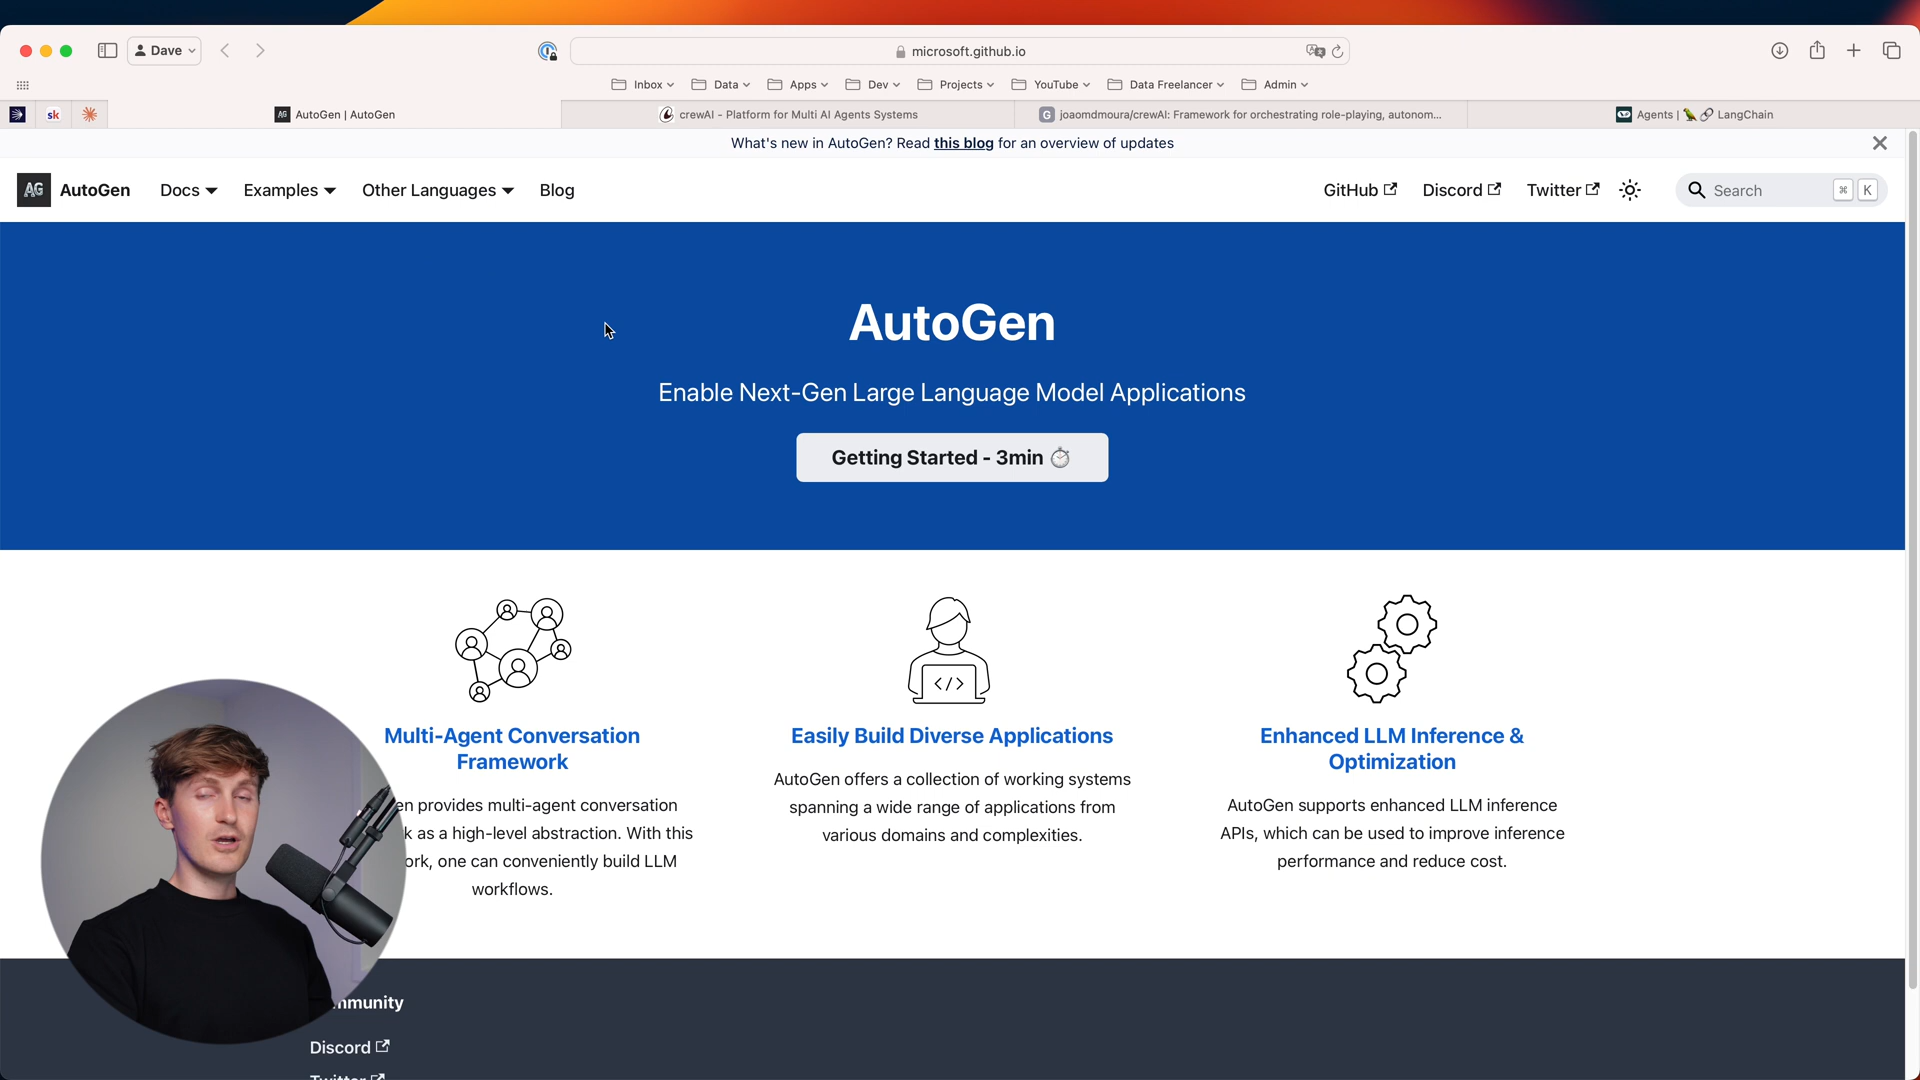 Dave
microsoft.github.io
Inbox
Data
Apps
Dev
Projects
YouTube
Data Freelancer
Admin
sk
AG
AutoGen | AutoGen
crewAI - Platform for Multi AI Agents Systems
G
joaomdmoura/crewAI: Framework for orchestrating role-playing, autonom...
Agents | 🦜🔗 LangChain
What's new in AutoGen? Read this blog for an overview of updates
AG
AutoGen
Docs
Examples
Other Languages
Blog
GitHub
Discord
Twitter
Search
⌘ K
AutoGen
Enable Next-Gen Large Language Model Applications
Getting Started - 3min ⏱️
</>
Multi-Agent Conversation
Framework
en provides multi-agent conversation
k as a high-level abstraction. With this
ork, one can conveniently build LLM
workflows.
Easily Build Diverse Applications
AutoGen offers a collection of working systems
spanning a wide range of applications from
various domains and complexities.
Enhanced LLM Inference &
Optimization
AutoGen supports enhanced LLM inference
APIs, which can be used to improve inference
performance and reduce cost.
mmunity
Discord
Twitter